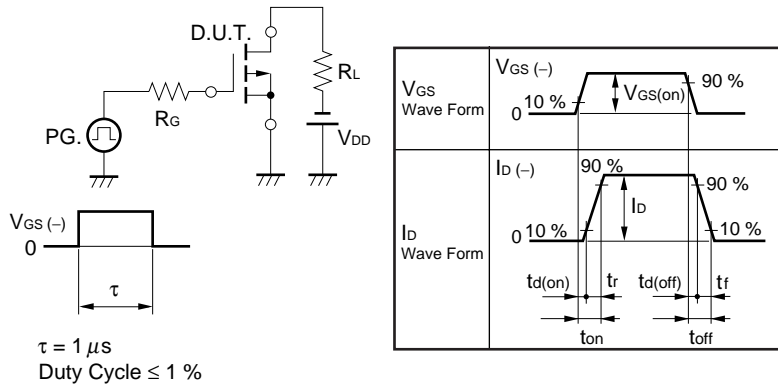 D.U.T.
RL
RG
PG.
VDD
VGS (−)
0
τ
τ = 1 μs
Duty Cycle ≤ 1 %
VGS
Wave Form
VGS (−)
0
10 %
VGS(on)
90 %
ID
Wave Form
ID (−)
90 %
90 %
ID
0
10 %
10 %
td(on)
tr
td(off)
tf
ton
toff